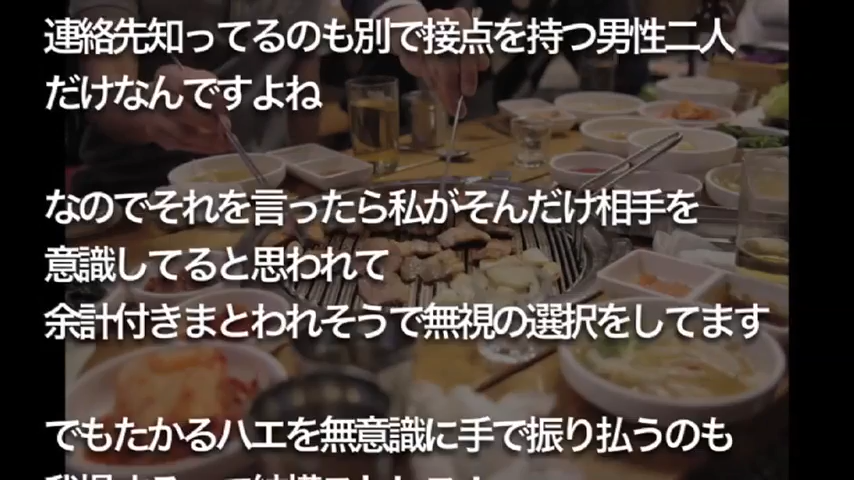 連絡先知ってるのも別で接点を持つ男性二人
だけなんですよね
なのでそれを言ったら私がそんだけ相手を
意識してると思われて
余計付きまとわれそうで無視の選択をしてます
でもたかるハエを無意識に手で振り払うのも